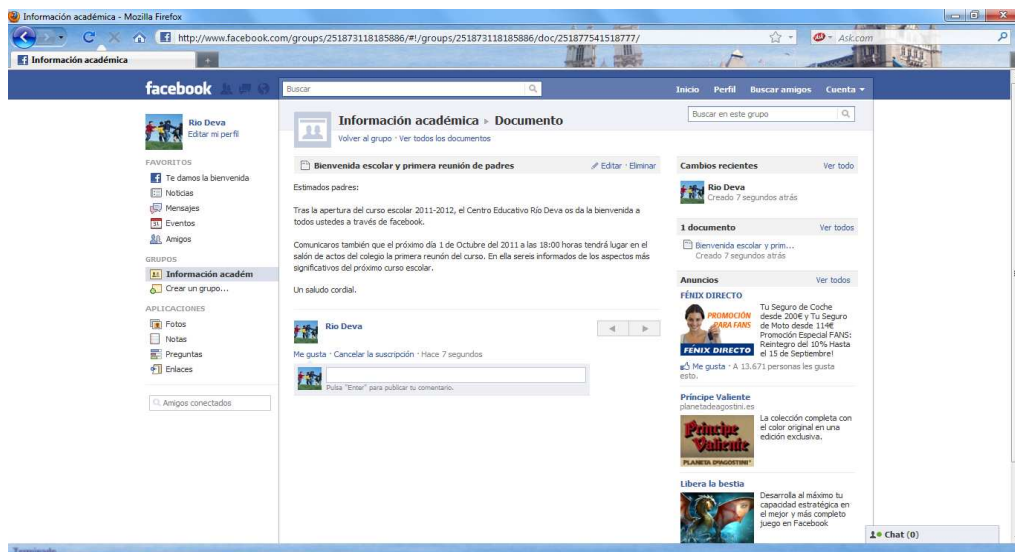 Información académica - Mozilla Firefox
http://www.facebook.com/groups/251873118185886/#!/groups/251873118185886/doc/251877541518777/
Ask.com
Información académica
facebook
Buscar
Inicio Perfil Buscar amigos Cuenta
Rio Deva
Editar mi perfil
FAVORITOS
Te damos la bienvenida
Noticias
Mensajes
Eventos
Amigos
GRUPOS
Información académ
Crear un grupo...
APLICACIONES
Fotos
Notas
Preguntas
Enlaces
Amigos conectados
Información académica ▸ Documento
Volver al grupo · Ver todos los documentos
Bienvenida escolar y primera reunión de padres
Editar · Eliminar
Estimados padres:
Tras la apertura del curso escolar 2011-2012, el Centro Educativo Río Deva os da la bienvenida a
todos ustedes a través de facebook.
Comunicaros también que el próximo día 1 de Octubre del 2011 a las 18:00 horas tendrá lugar en el
salón de actos del colegio la primera reunión del curso. En ella sereis informados de los aspectos más
significativos del próximo curso escolar.
Un saludo cordial.
Rio Deva
Me gusta · Cancelar la suscripción · Hace 7 segundos
Pulsa "Enter" para publicar tu comentario.
Buscar en este grupo
Cambios recientes Ver todo
Rio Deva
Creado 7 segundos atrás
1 documento Ver todos
Bienvenida escolar y prim...
Creado 7 segundos atrás
Anuncios Ver todos
FÉNIX DIRECTO
PROMOCIÓN
PARA FANS
FÉNIX DIRECTO
Tu Seguro de Coche
desde 200€ y Tu Seguro
de Moto desde 114€
Promoción Especial FANS:
Reintegro del 10% Hasta
el 15 de Septiembre!
Me gusta · A 13.671 personas les gusta
esto.
Príncipe Valiente
planetadeagostini.es
Príncipe
Valiente
PLANETA DEAGOSTINI
La colección completa con
el color original en una
edición exclusiva.
Libera la bestia
Desarrolla al máximo tu
capacidad estratégica en
el mejor y más completo
juego en Facebook
Chat (0)
Terminado